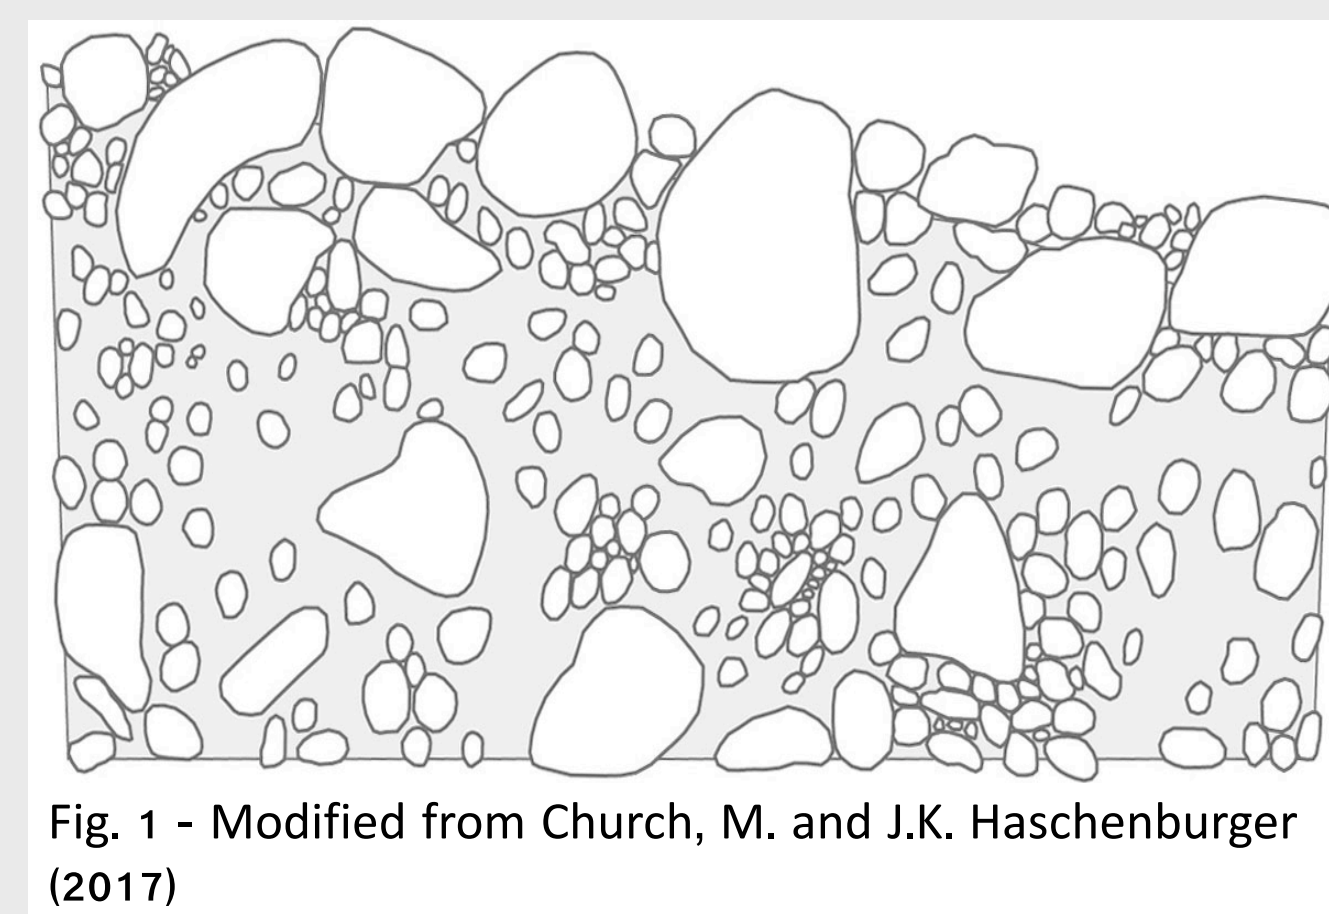 Fig. 1 - Modified from Church, M. and J.K. Haschenburger
(2017)